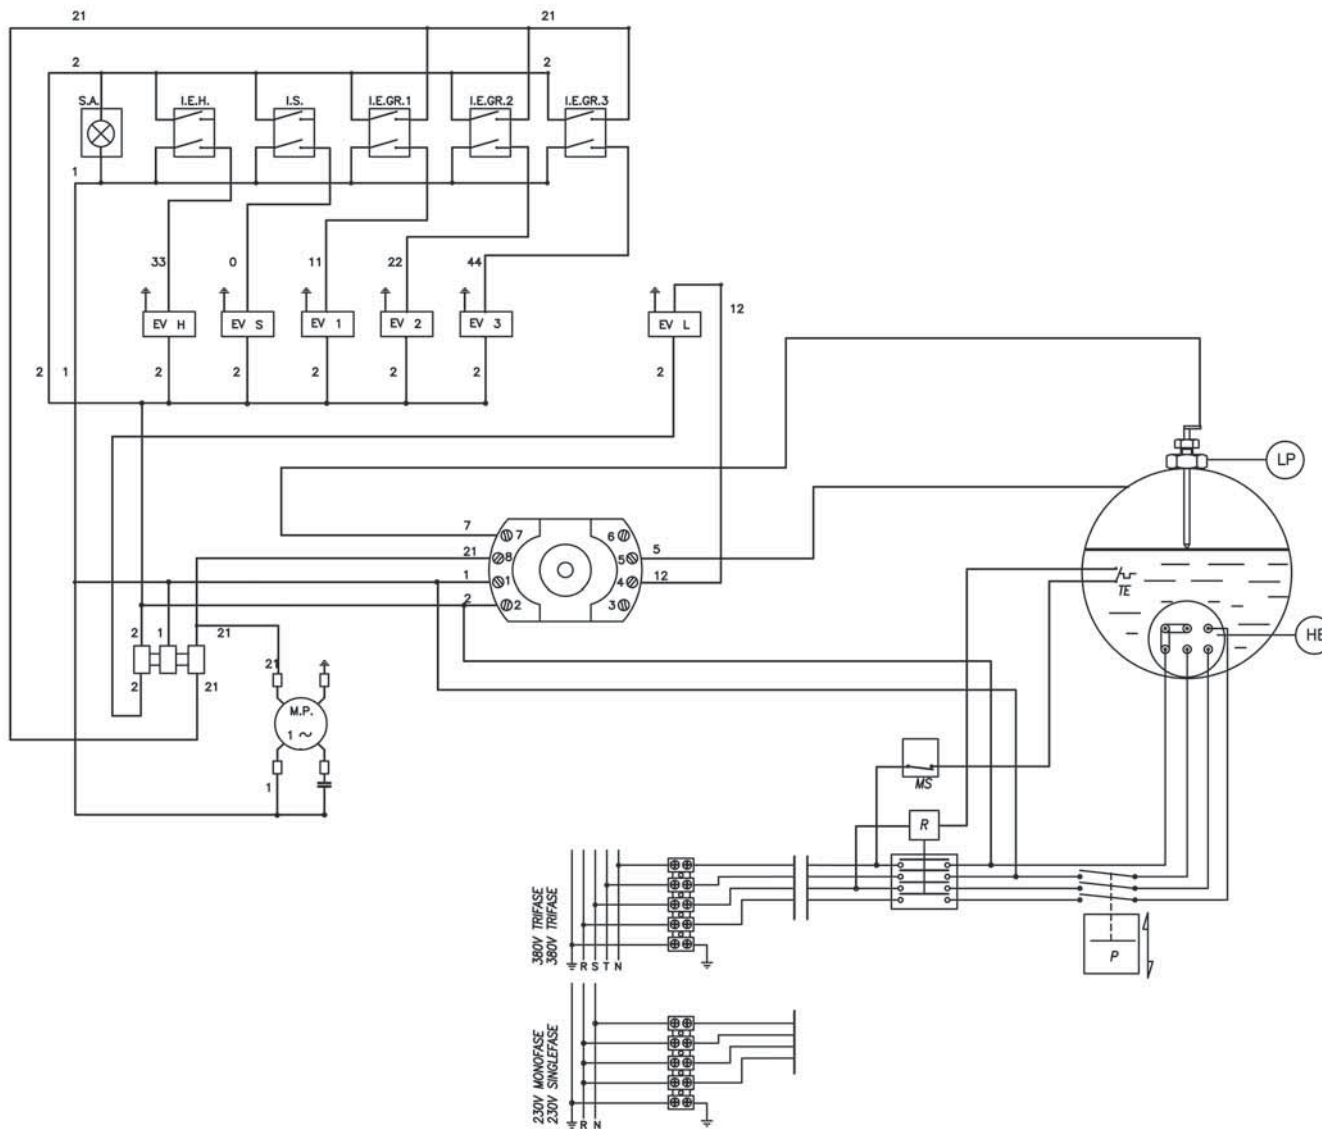 21 21
2 2
S.A. I.E.H. I.S. I.E.GR.1 I.E.GR.2 I.E.GR.3
1
33 0 11 22 44
12
EV H EV S EV 1 EV 2 EV 3 EV L
2 1 2 2 2 2 2 2
LP
7 7 6
21 8 5 5
1 1 4 12
2 2 3
TE
2 1 21
HE
21
2 21
M.P.
1 ~
1
MS
R
380V TRIFASE
380V TRIFASE
P
R S T N
230V MONOFASE
230V SINGLEFASE
R N